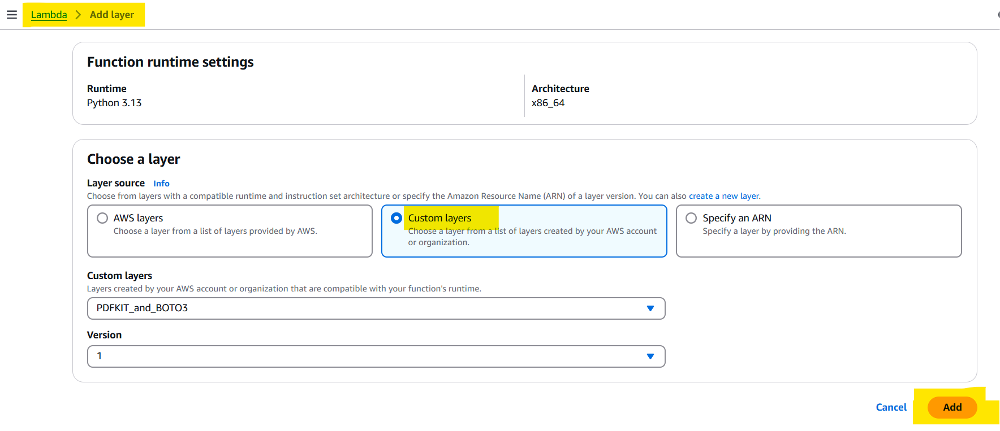 Lambda > Add layer
Function runtime settings
Runtime
Python 3.13
Architecture
x86_64
Choose a layer
Layer source Info
Choose from layers with a compatible runtime and instruction set architecture or specify the Amazon Resource Name (ARN) of a layer version. You can also create a new layer.
AWS layers
Choose a layer from a list of layers provided by AWS.
Custom layers
Choose a layer from a list of layers created by your AWS account
or organization.
Specify an ARN
Specify a layer by providing the ARN.
Custom layers
Layers created by your AWS account or organization that are compatible with your function's runtime.
PDFKIT_and_BOTO3
Version
1
Cancel Add